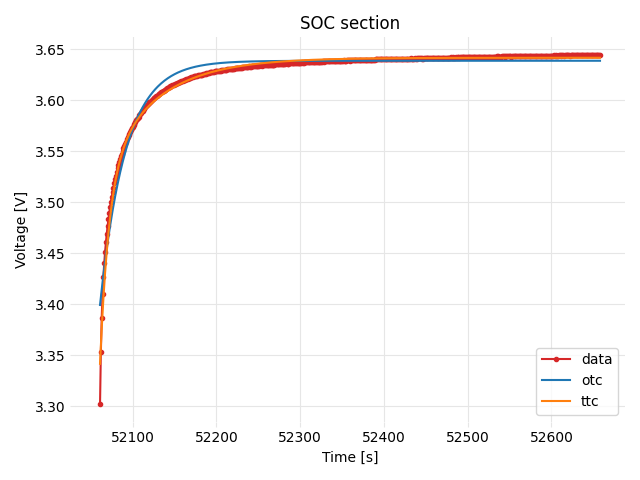 SOC section
3.65
3.60
3.55
3.50
3.45
3.40
3.35
3.30
Voltage [V]
52100 52200 52300 52400 52500 52600
Time [s]
data
otc
ttc